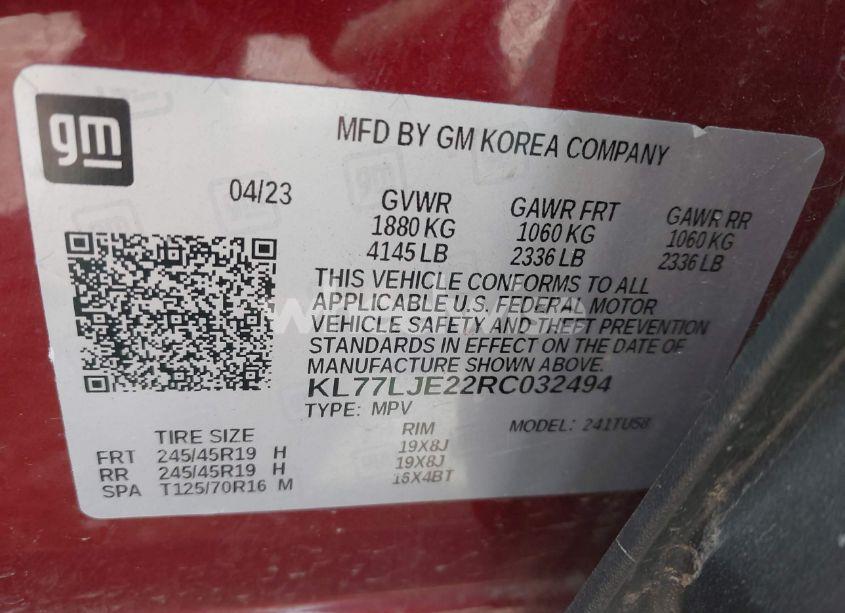 gm
MFD BY GM KOREA COMPANY
04/23
GVWR GAWR FRT GAWR RR
1880 KG 1060 KG 1060 KG
4145 LB 2336 LB 2336 LB
THIS VEHICLE CONFORMS TO ALL
APPLICABLE U.S. FEDERAL MOTOR
VEHICLE SAFETY AND THEFT PREVENTION
STANDARDS IN EFFECT ON THE DATE OF
MANUFACTURE SHOWN ABOVE.
KL77LJE22RC032494
TYPE: MPV MODEL: 241TU58
TIRE SIZE RIM
FRT 245/45R19 H 19X8J
RR 245/45R19 H 19X8J
SPA T125/70R16 M 16X4BT